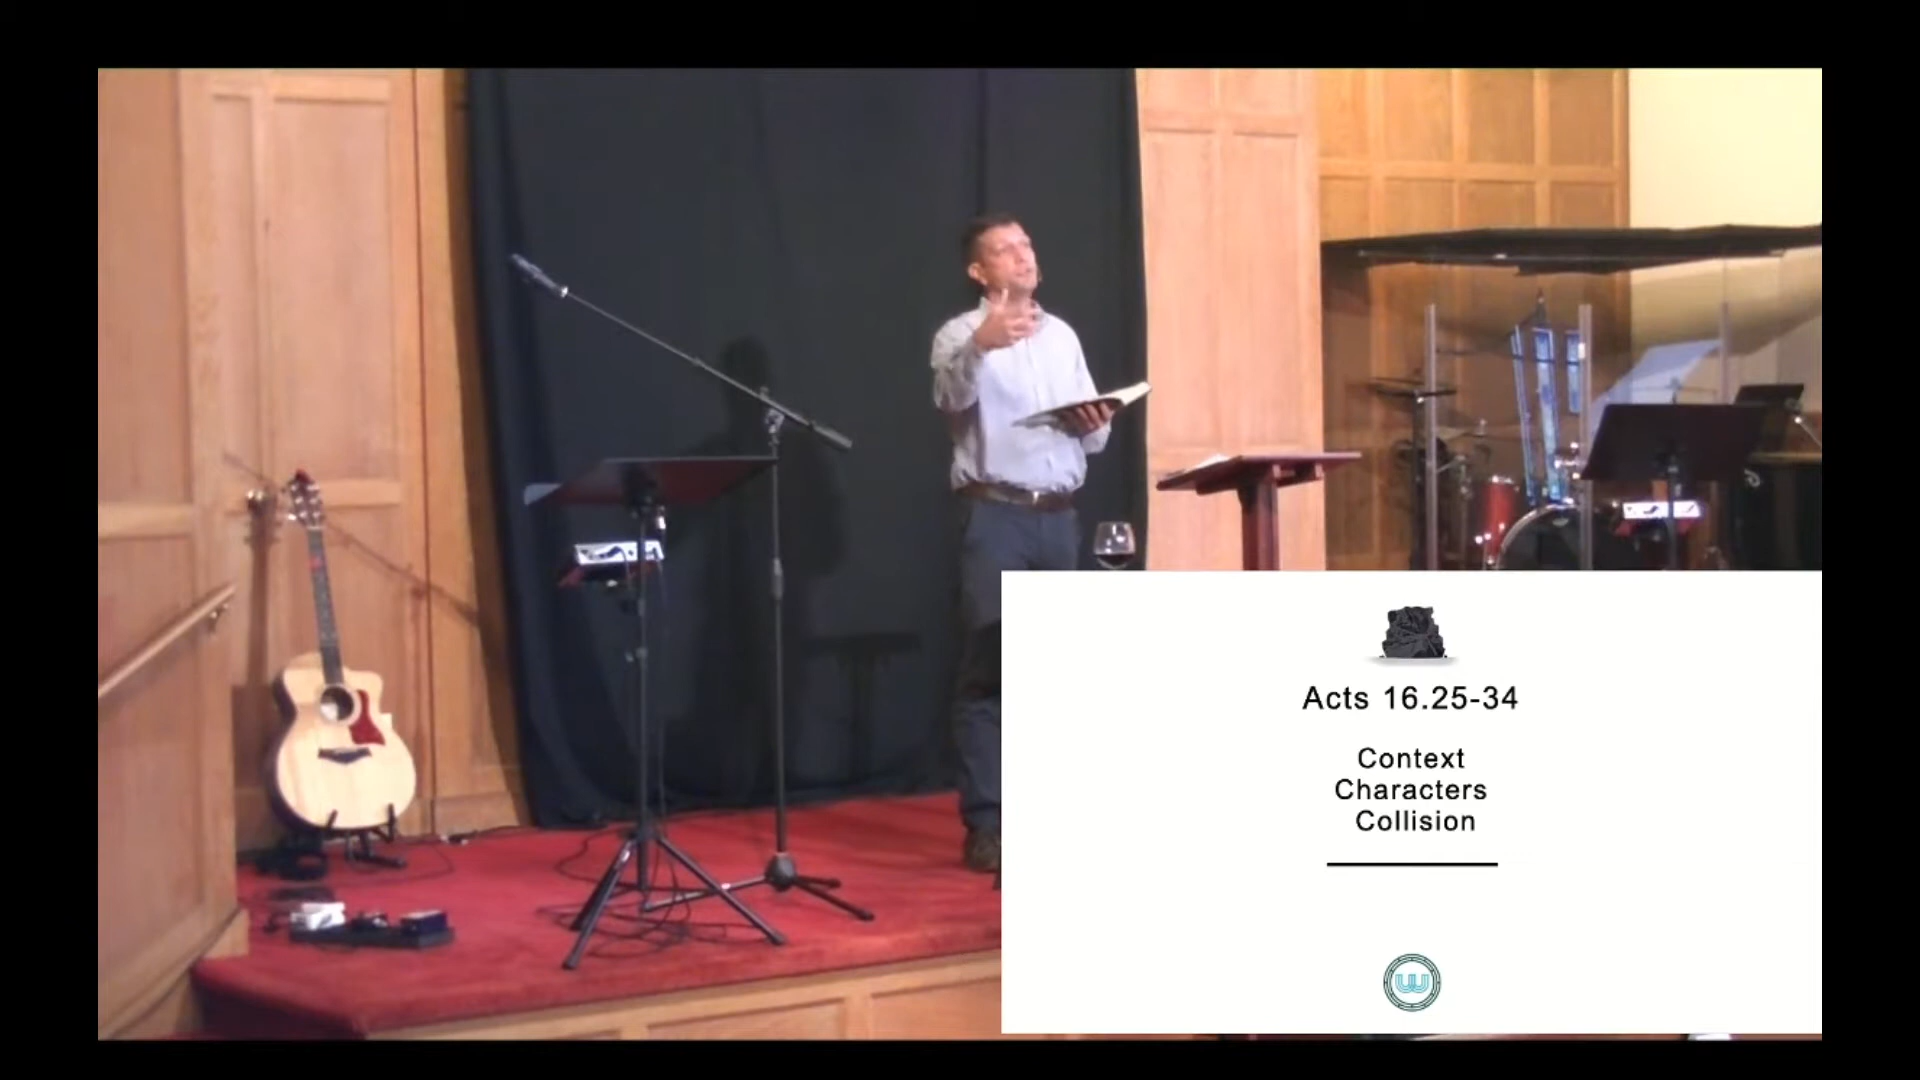 Acts 16.25-34
Context
Characters
Collision
W